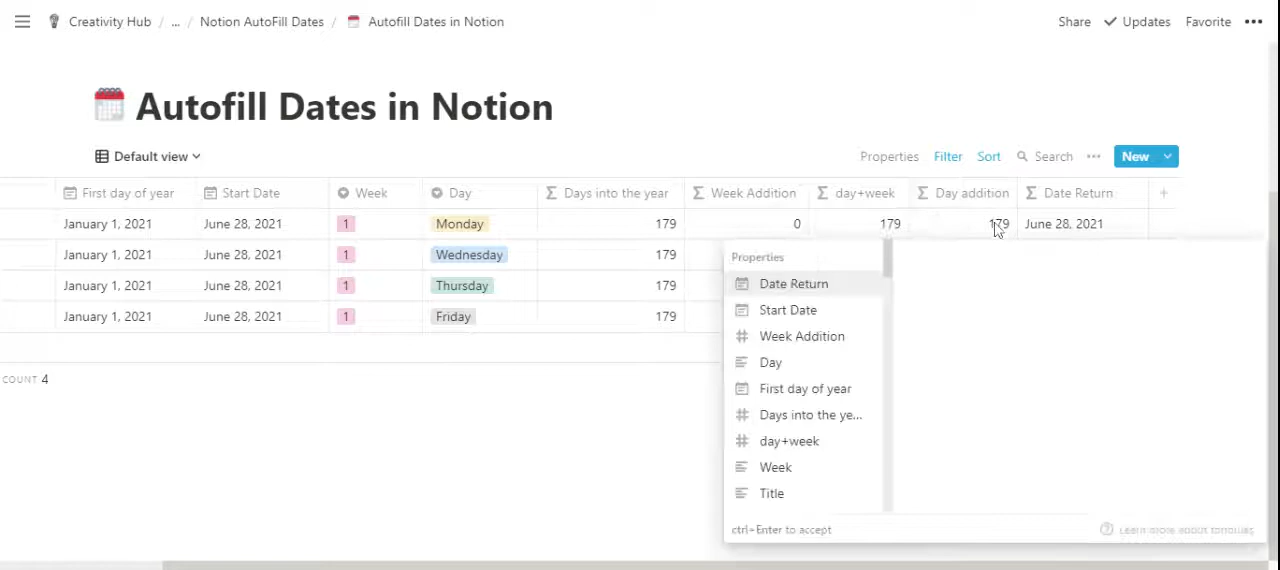 Creativity Hub / ... / Notion AutoFill Dates / Autofill Dates in Notion Share Updates Favorite •••
Autofill Dates in Notion
Default view Properties Filter Sort Search ••• New
First day of year Start Date Week Day Days into the year Week Addition day+week Day addition Date Return +
January 1, 2021 June 28, 2021 1 Monday 179 0 179 179 June 28, 2021
January 1, 2021 June 28, 2021 1 Wednesday 179
January 1, 2021 June 28, 2021 1 Thursday 179
January 1, 2021 June 28, 2021 1 Friday 179
COUNT 4
Properties
Date Return
Start Date
Week Addition
Day
First day of year
Days into the ye...
day+week
Week
Title
ctrl+Enter to accept Learn more about formulas